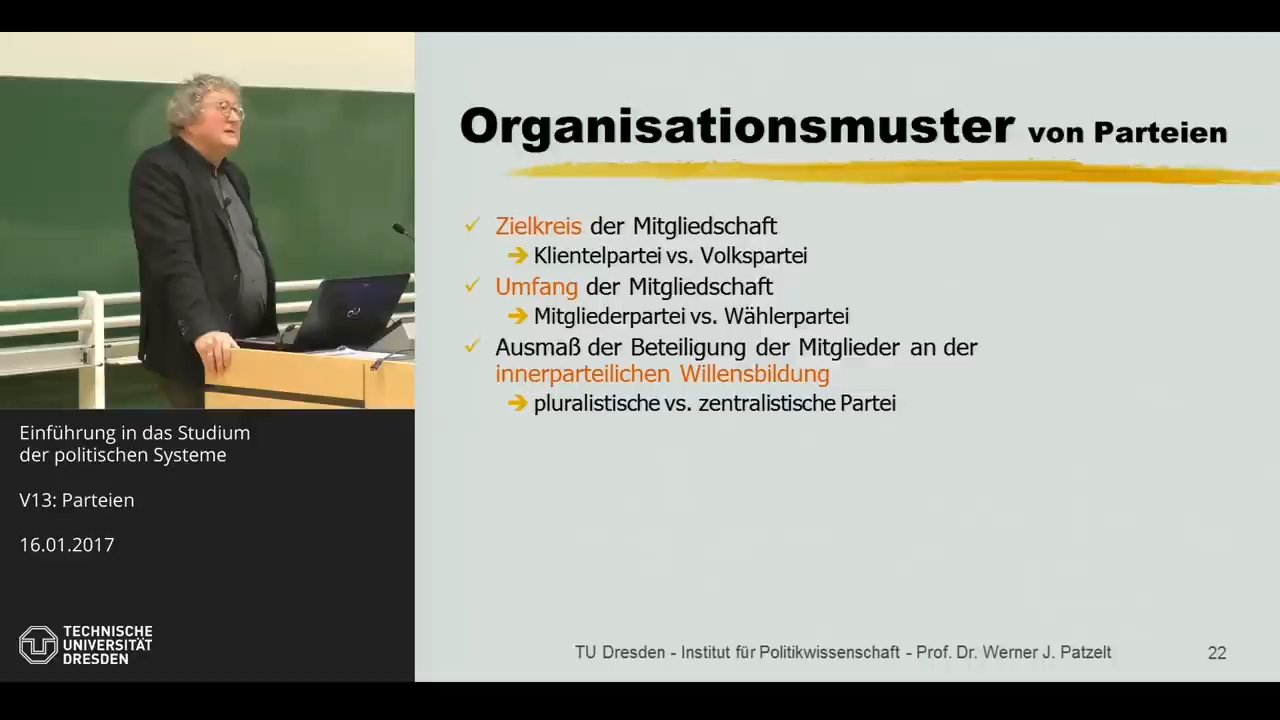 Organisationsmuster von Parteien
Zielkreis der Mitgliedschaft
Klientelpartei vs. Volkspartei
Umfang der Mitgliedschaft
Mitgliederpartei vs. Wählerpartei
Ausmaß der Beteiligung der Mitglieder an der
innerparteilichen Willensbildung
pluralistische vs. zentralistische Partei
Einführung in das Studium
der politischen Systeme
V13: Parteien
16.01.2017
TECHNISCHE
UNIVERSITÄT
DRESDEN
TU Dresden - Institut für Politikwissenschaft - Prof. Dr. Werner J. Patzelt
22